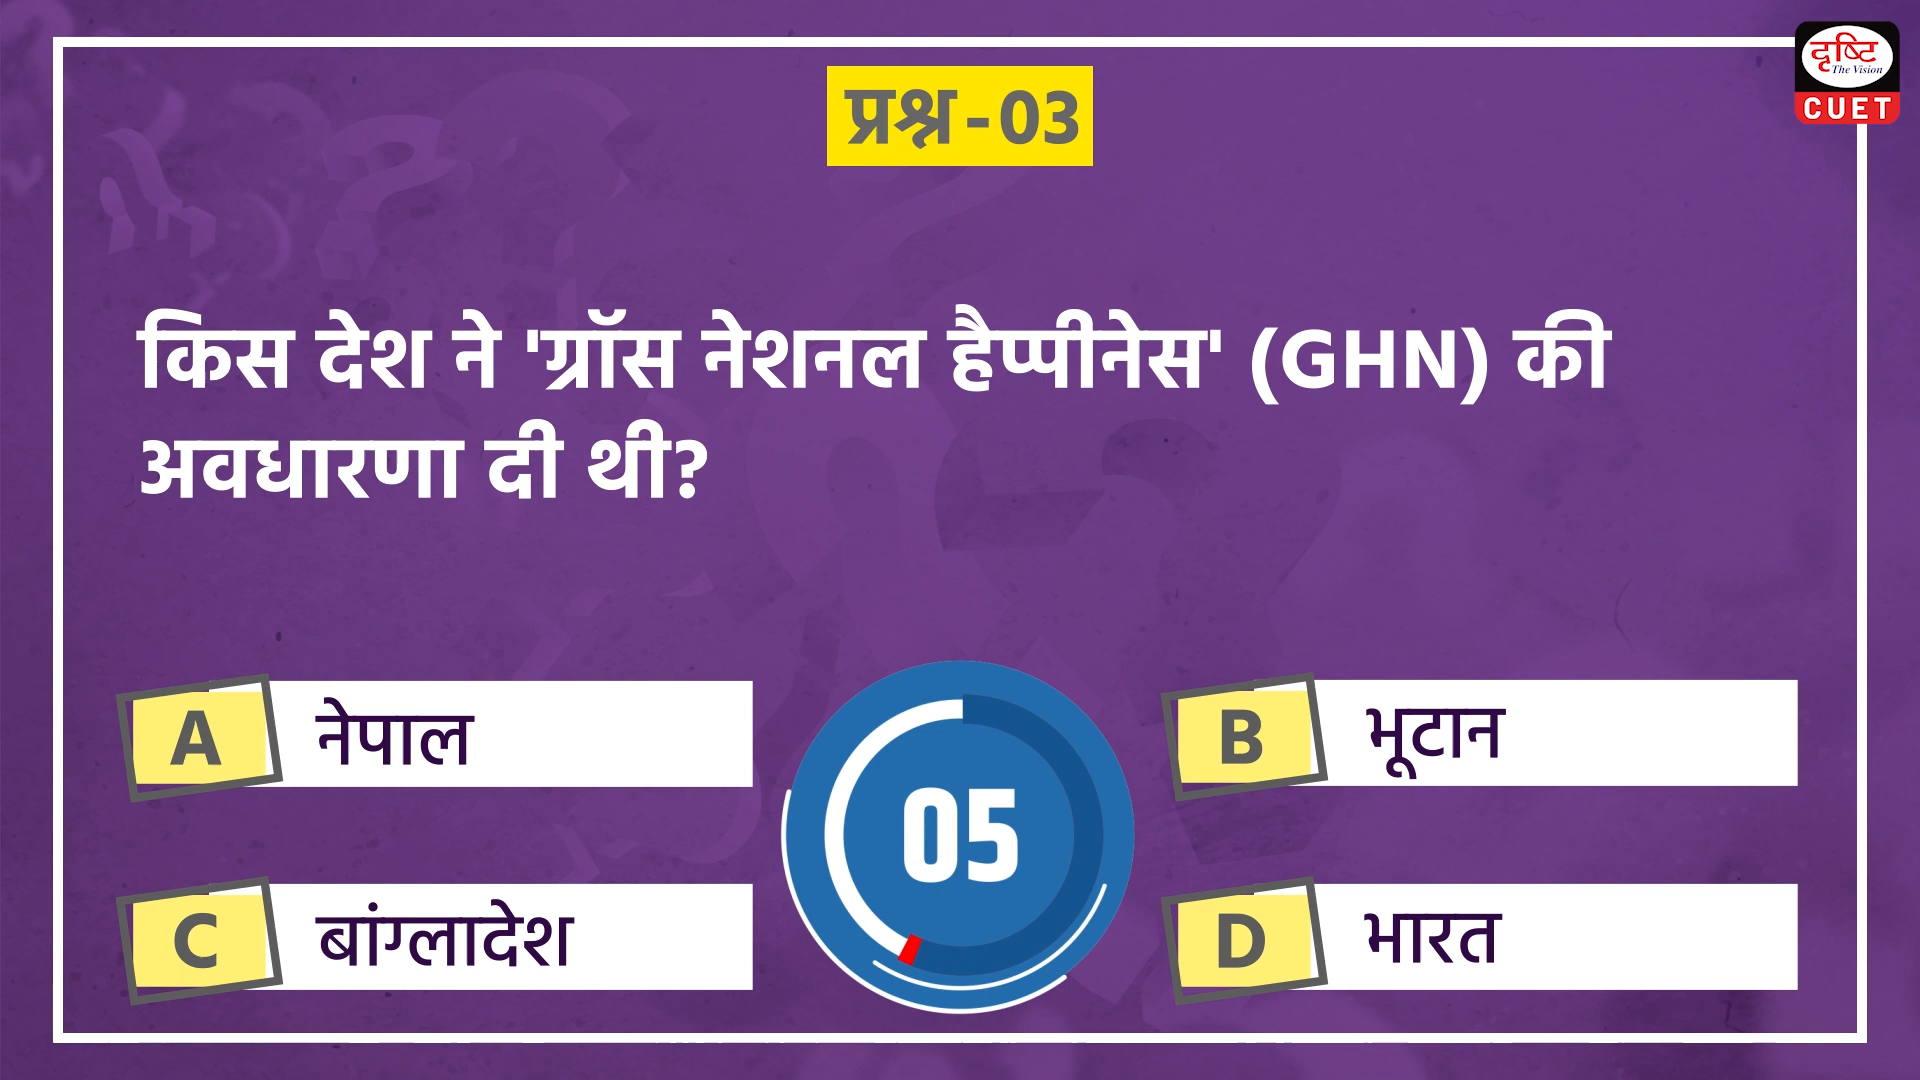 दृष्टि
The Vision
CUET
प्रश्न-03
किस देश ने 'ग्रॉस नेशनल हैप्पीनेस' (GHN) की
अवधारणा दी थी?
A नेपाल
B भूटान
05
C बांग्लादेश
D भारत